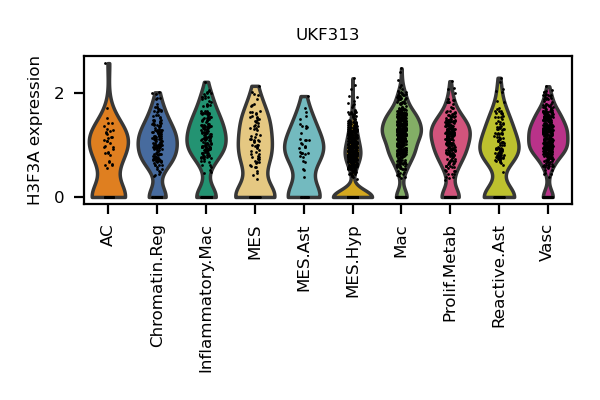 UKF313
H3F3A expression
2
0
AC
Chromatin.Reg
Inflammatory.Mac
MES
MES.Ast
MES.Hyp
Mac
Prolif.Metab
Reactive.Ast
Vasc